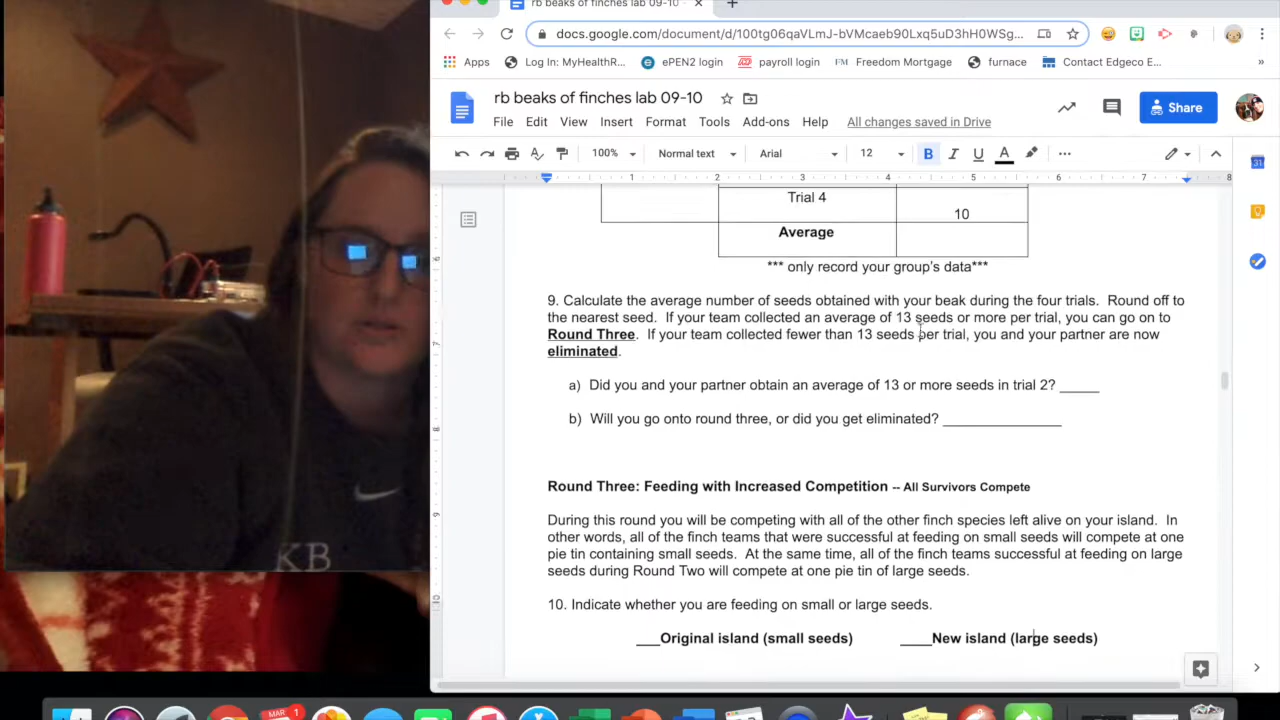 rb beaks of finches lab 09-10 -
docs.google.com/document/d/100tg06qaVLmJ-bVMcaeb90Lxq5uD3hH0WSg...
Apps Log In: MyHealthR... ePEN2 login payroll login FM Freedom Mortgage furnace Contact Edgeco E... »
rb beaks of finches lab 09-10
Share
File Edit View Insert Format Tools Add-ons Help All changes saved in Drive
100% Normal text Arial 12 B I U A
1 2 3 4 5 6 7 8
Trial 4
10
Average
*** only record your group's data***
9. Calculate the average number of seeds obtained with your beak during the four trials. Round off to
the nearest seed. If your team collected an average of 13 seeds or more per trial, you can go on to
Round Three. If your team collected fewer than 13 seeds per trial, you and your partner are now
eliminated.
a) Did you and your partner obtain an average of 13 or more seeds in trial 2? _____
b) Will you go onto round three, or did you get eliminated? _______________
Round Three: Feeding with Increased Competition -- All Survivors Compete
During this round you will be competing with all of the other finch species left alive on your island. In
other words, all of the finch teams that were successful at feeding on small seeds will compete at one
pie tin containing small seeds. At the same time, all of the finch teams successful at feeding on large
seeds during Round Two will compete at one pie tin of large seeds.
10. Indicate whether you are feeding on small or large seeds.
___Original island (small seeds) ____New island (large seeds)
KB
MAR 1